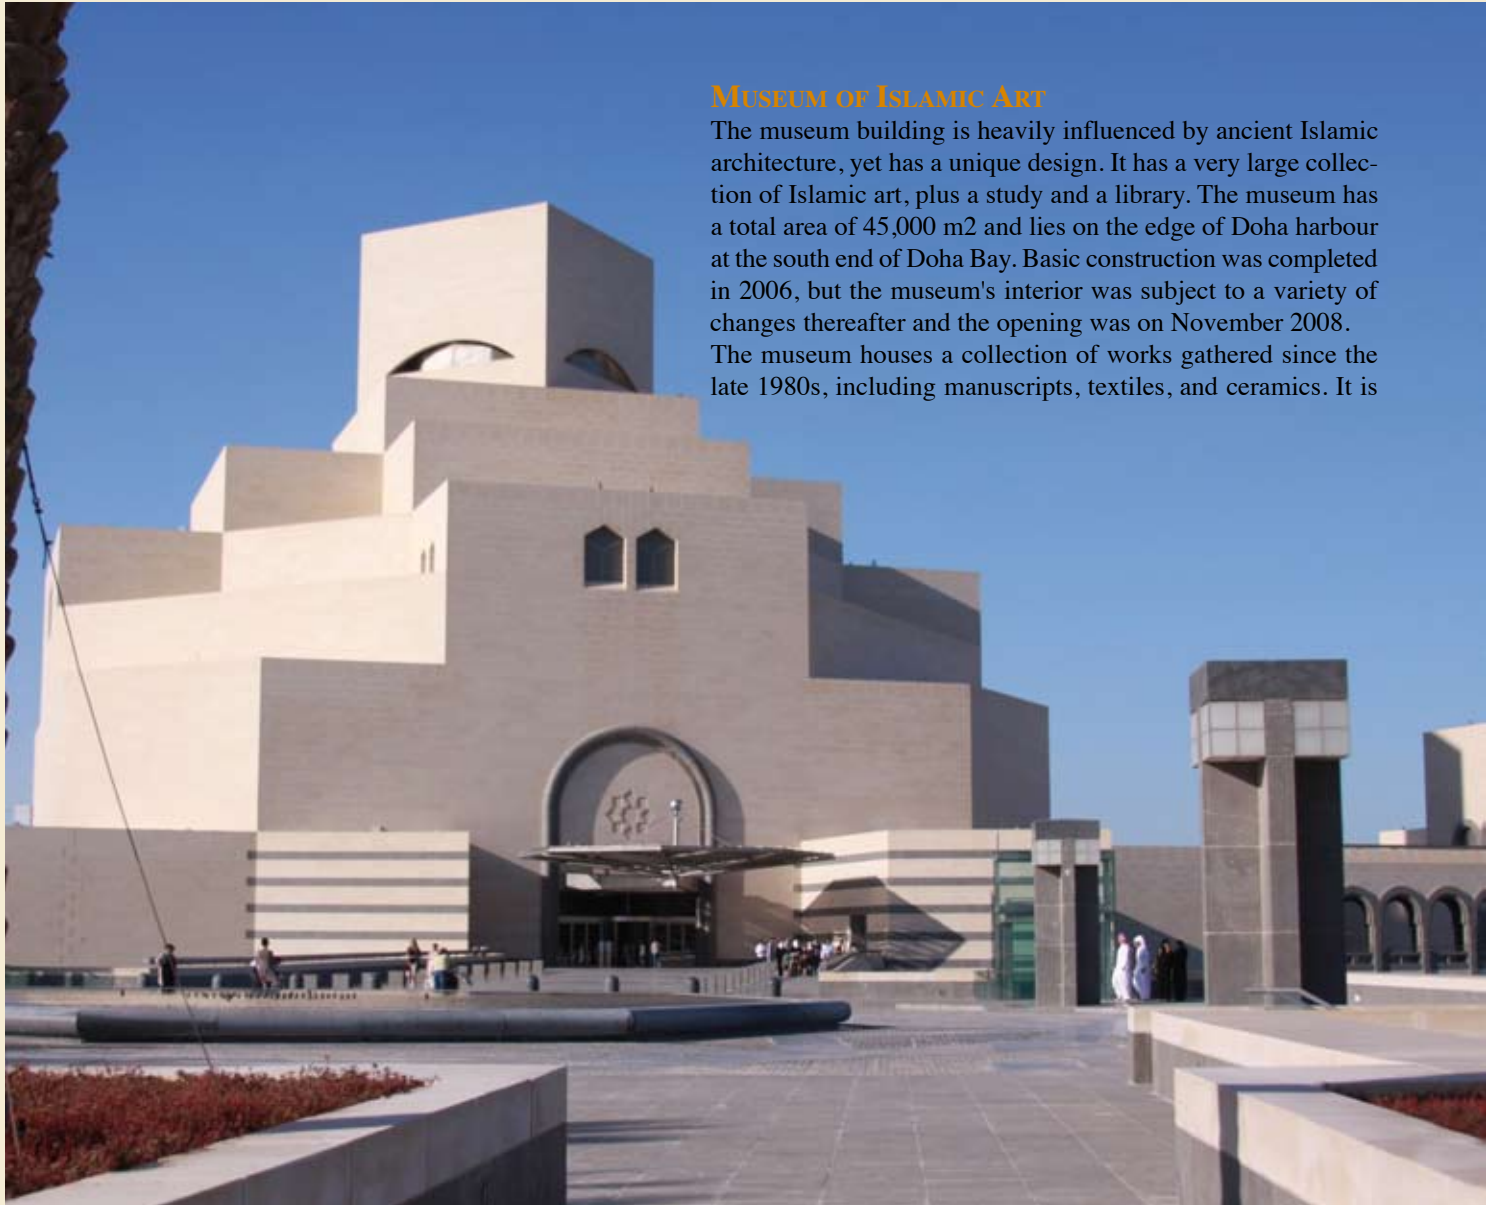 Museum of Islamic Art
The museum building is heavily influenced by ancient Islamic
architecture, yet has a unique design. It has a very large collec-
tion of Islamic art, plus a study and a library. The museum has
a total area of 45,000 m2 and lies on the edge of Doha harbour
at the south end of Doha Bay. Basic construction was completed
in 2006, but the museum's interior was subject to a variety of
changes thereafter and the opening was on November 2008.
The museum houses a collection of works gathered since the
late 1980s, including manuscripts, textiles, and ceramics. It is